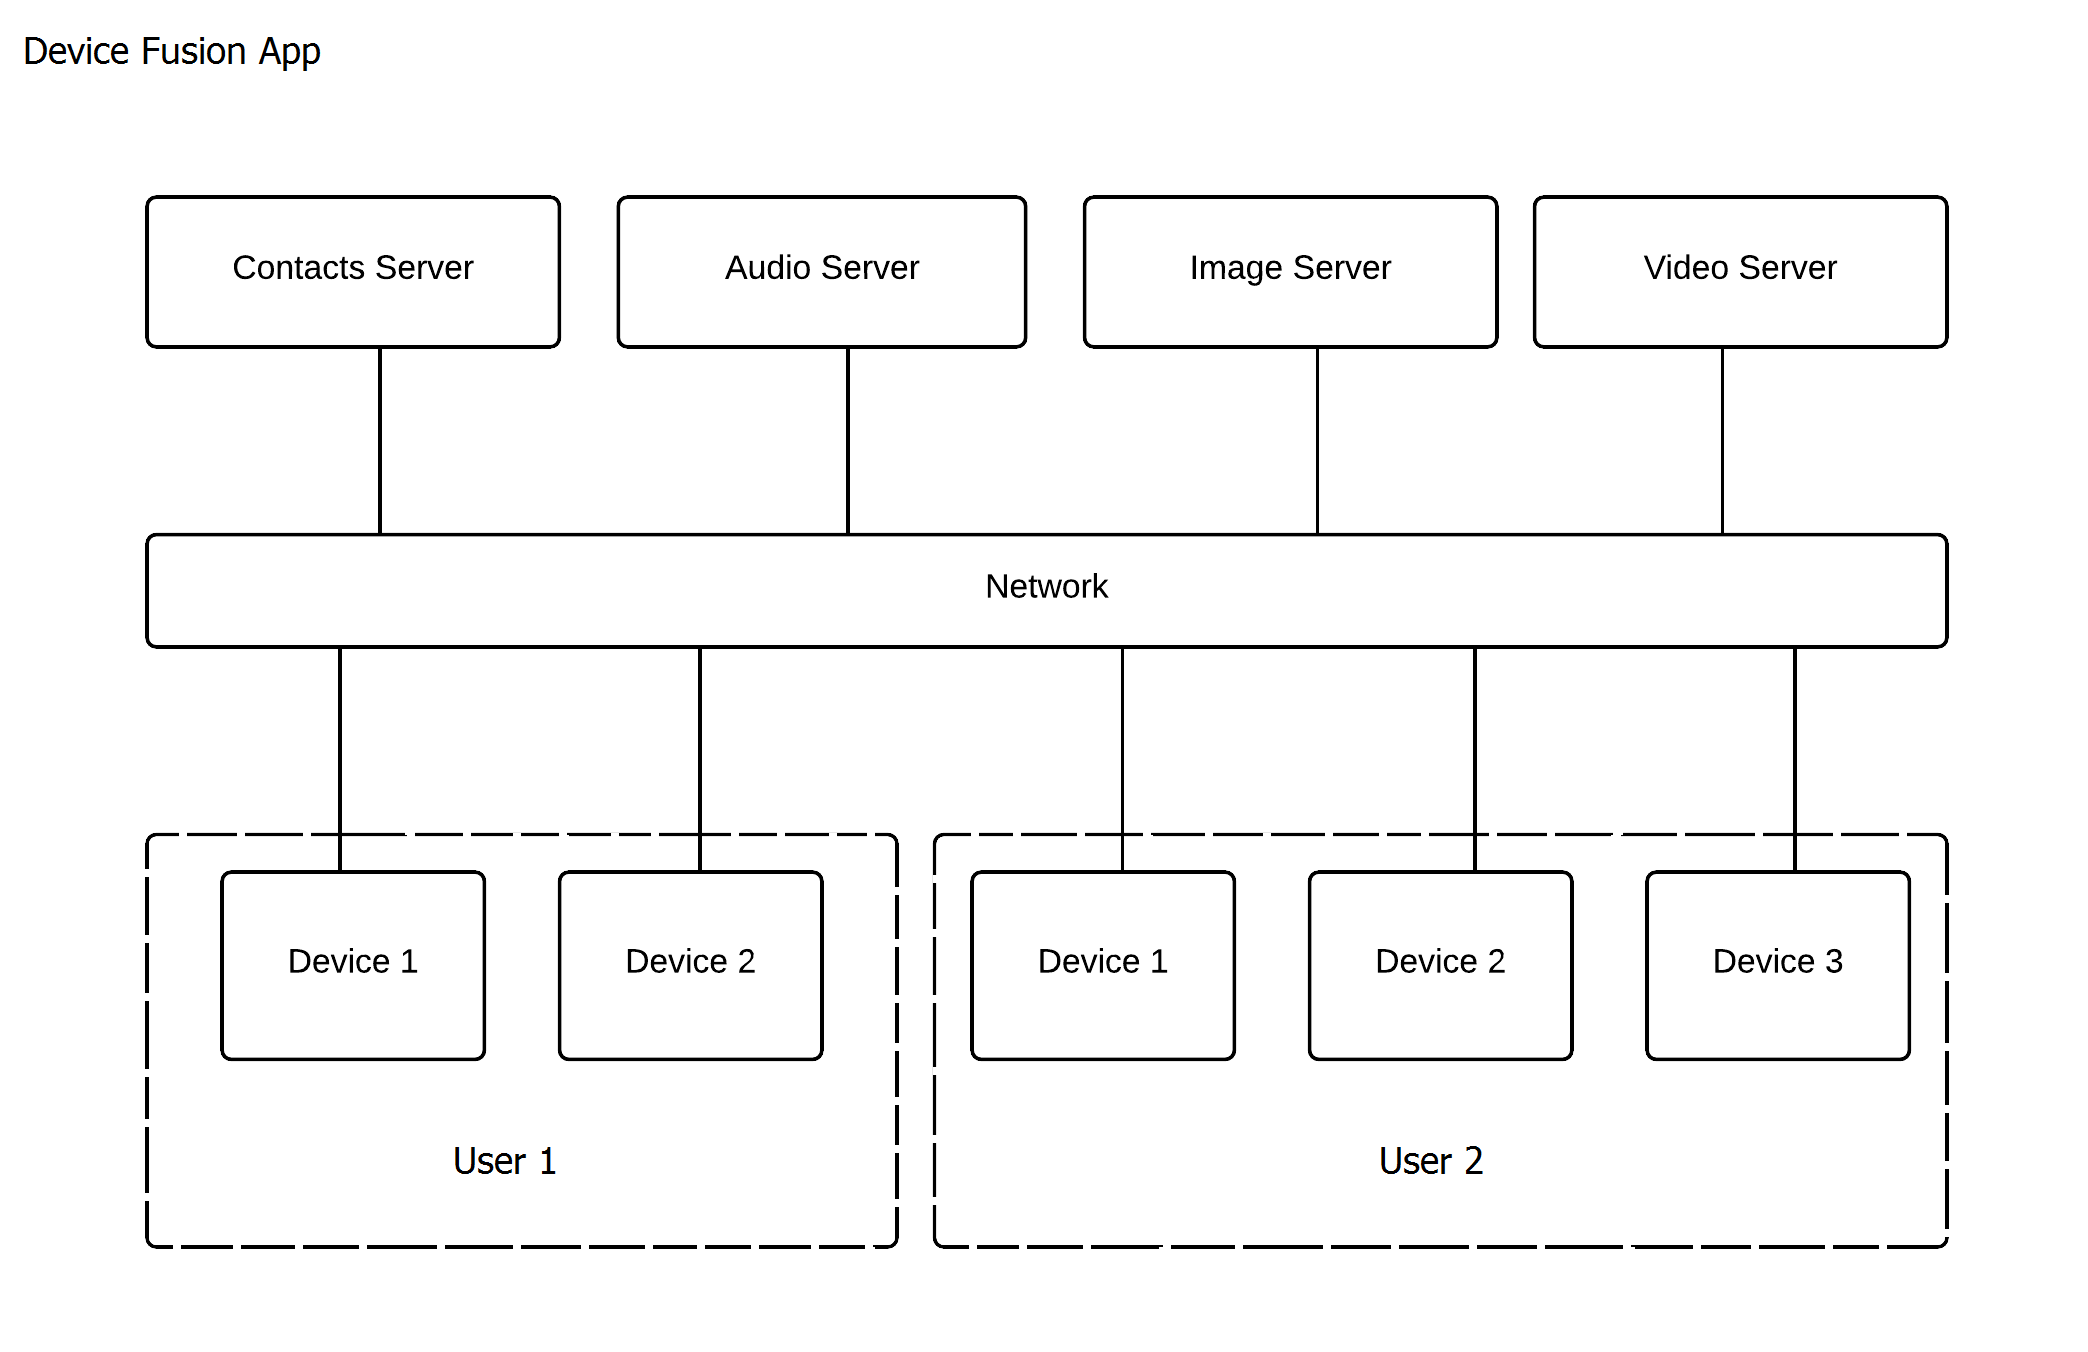 Device Fusion App
Contacts Server
Audio Server
Image Server
Video Server
Network
Device 1
Device 2
Device 1
Device 2
Device 3
User 1
User 2